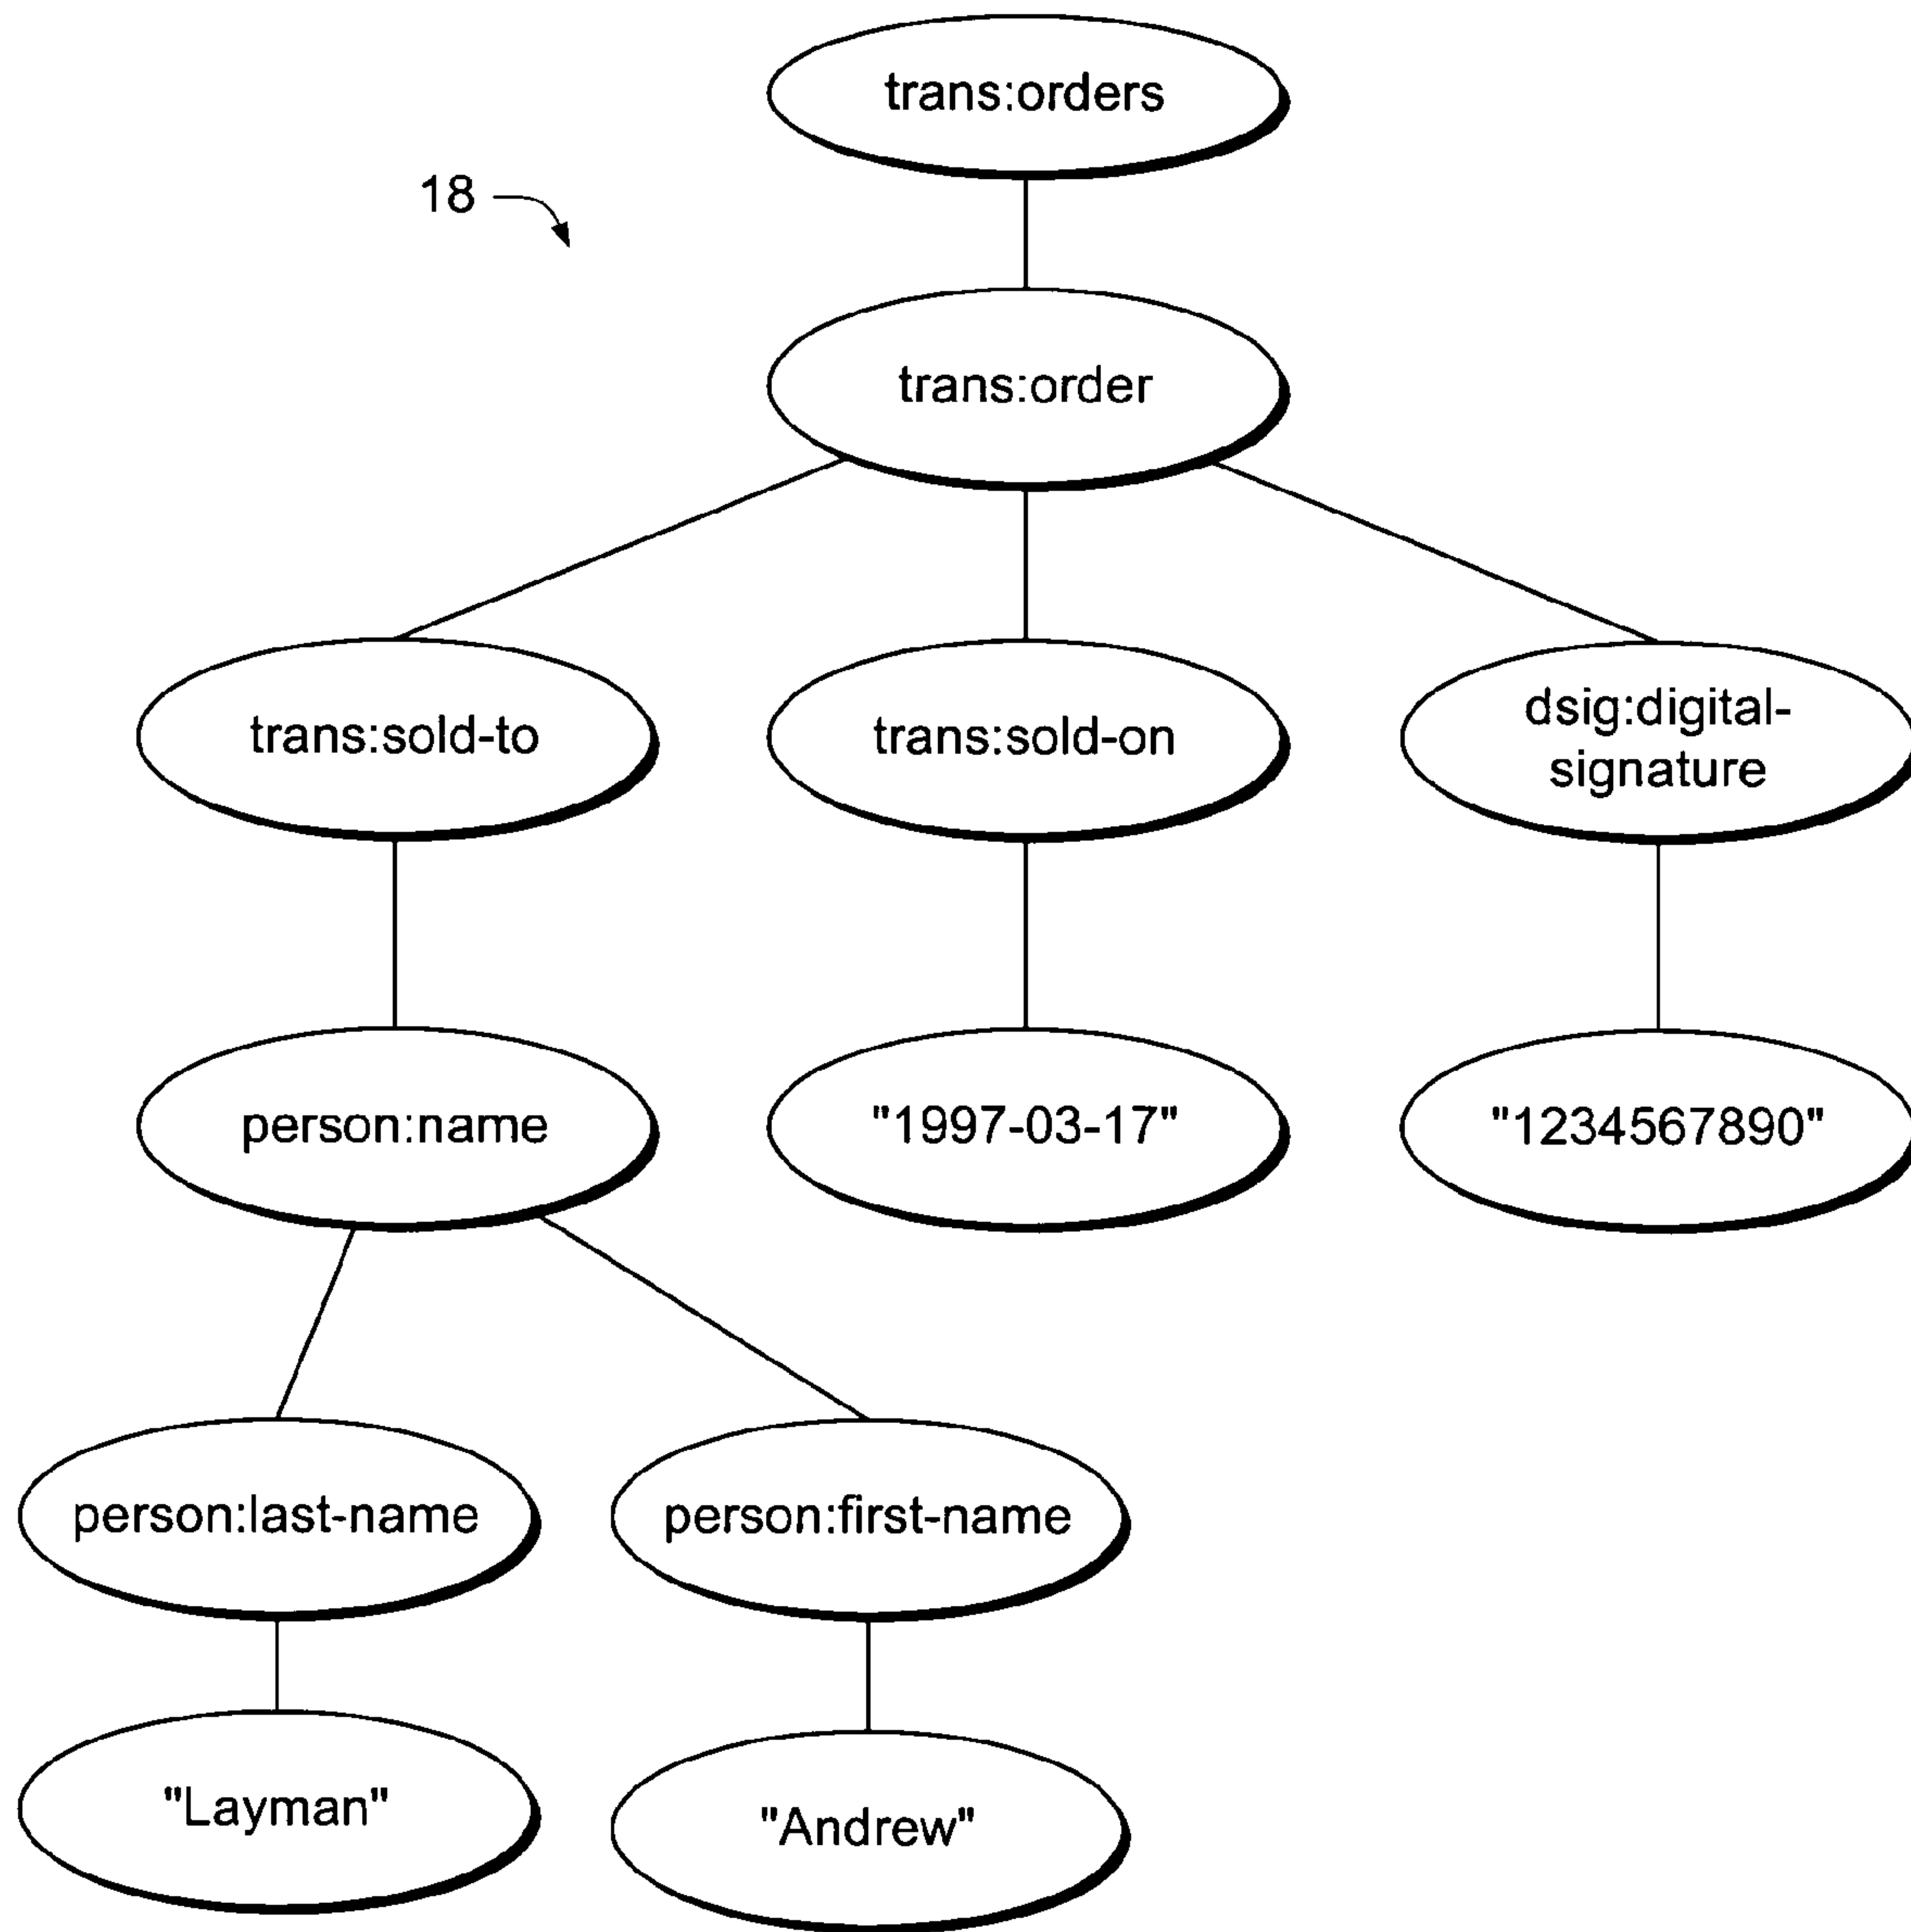 trans:orders
18
trans:order
trans:sold-to
trans:sold-on
dsig:digital-
signature
person:name
"1997-03-17"
"1234567890"
person:last-name
person:first-name
"Layman"
"Andrew"